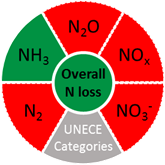 N₂O
NH₃
NOₓ
Overall
N loss
N₂
NO₃⁻
UNECE
Categories